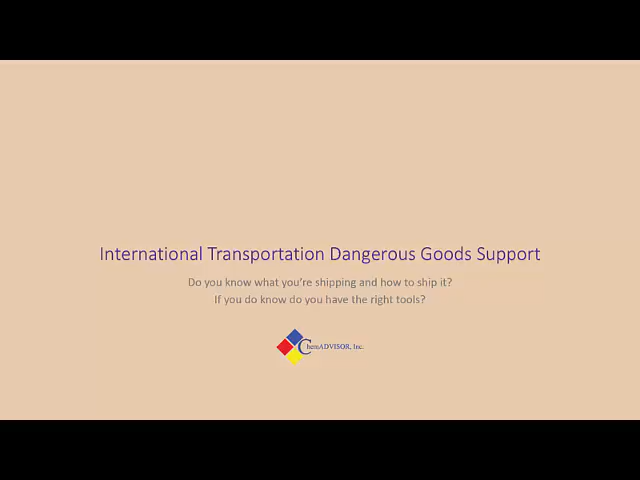 International Transportation Dangerous Goods Support
Do you know what you're shipping and how to ship it?
If you do know do you have the right tools?
ChemADVISOR, Inc.